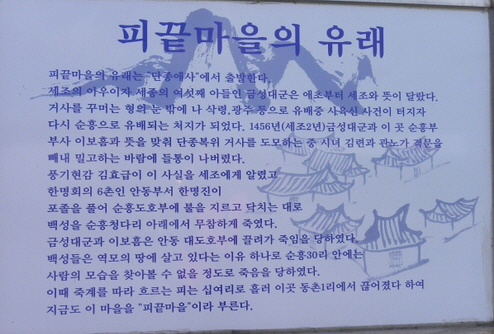 피끝마을의 유래
피끝마을의 유래는 "단종애사"에서 출발한다.
세조의 아우이자 세종의 여섯째 아들인 금성대군은 애초부터 세조와 뜻이 달랐다.
거사를 꾸미는 형의 눈 밖에 나 삭령,광주 등으로 유배중 사육신 사건이 터지자
다시 순흥으로 유배되는 처지가 되었다. 1456년(세조2년)금성대군과 이 곳 순흥부
부사 이보흠과 뜻을 맞춰 단종복위 거사를 도모하는 중 시녀 김련과 관노가 격문을
빼내 밀고하는 바람에 들통이 나버렸다.
풍기현감 김효급이 이 사실을 세조에게 알렸고
한명회의 6촌인 안동부서 한명진이
포졸을 풀어 순흥도호부에 불을 지르고 닥치는 대로
백성을 순흥청다리 아래에서 무참하게 죽였다.
금성대군과 이보흠은 안동 대도호부에 끌려가 죽임을 당하였다.
백성들은 역모의 땅에 살고 있다는 이유 하나로 순흥30리 안에는
사람의 모습을 찾아볼 수 없을 정도로 죽음을 당하였다.
이때 죽계를 따라 흐르는 피는 십여리로 흘러 이곳 동촌1리에서 끊어졌다 하여
지금도 이 마을을 "피끝마을"이라 부른다.